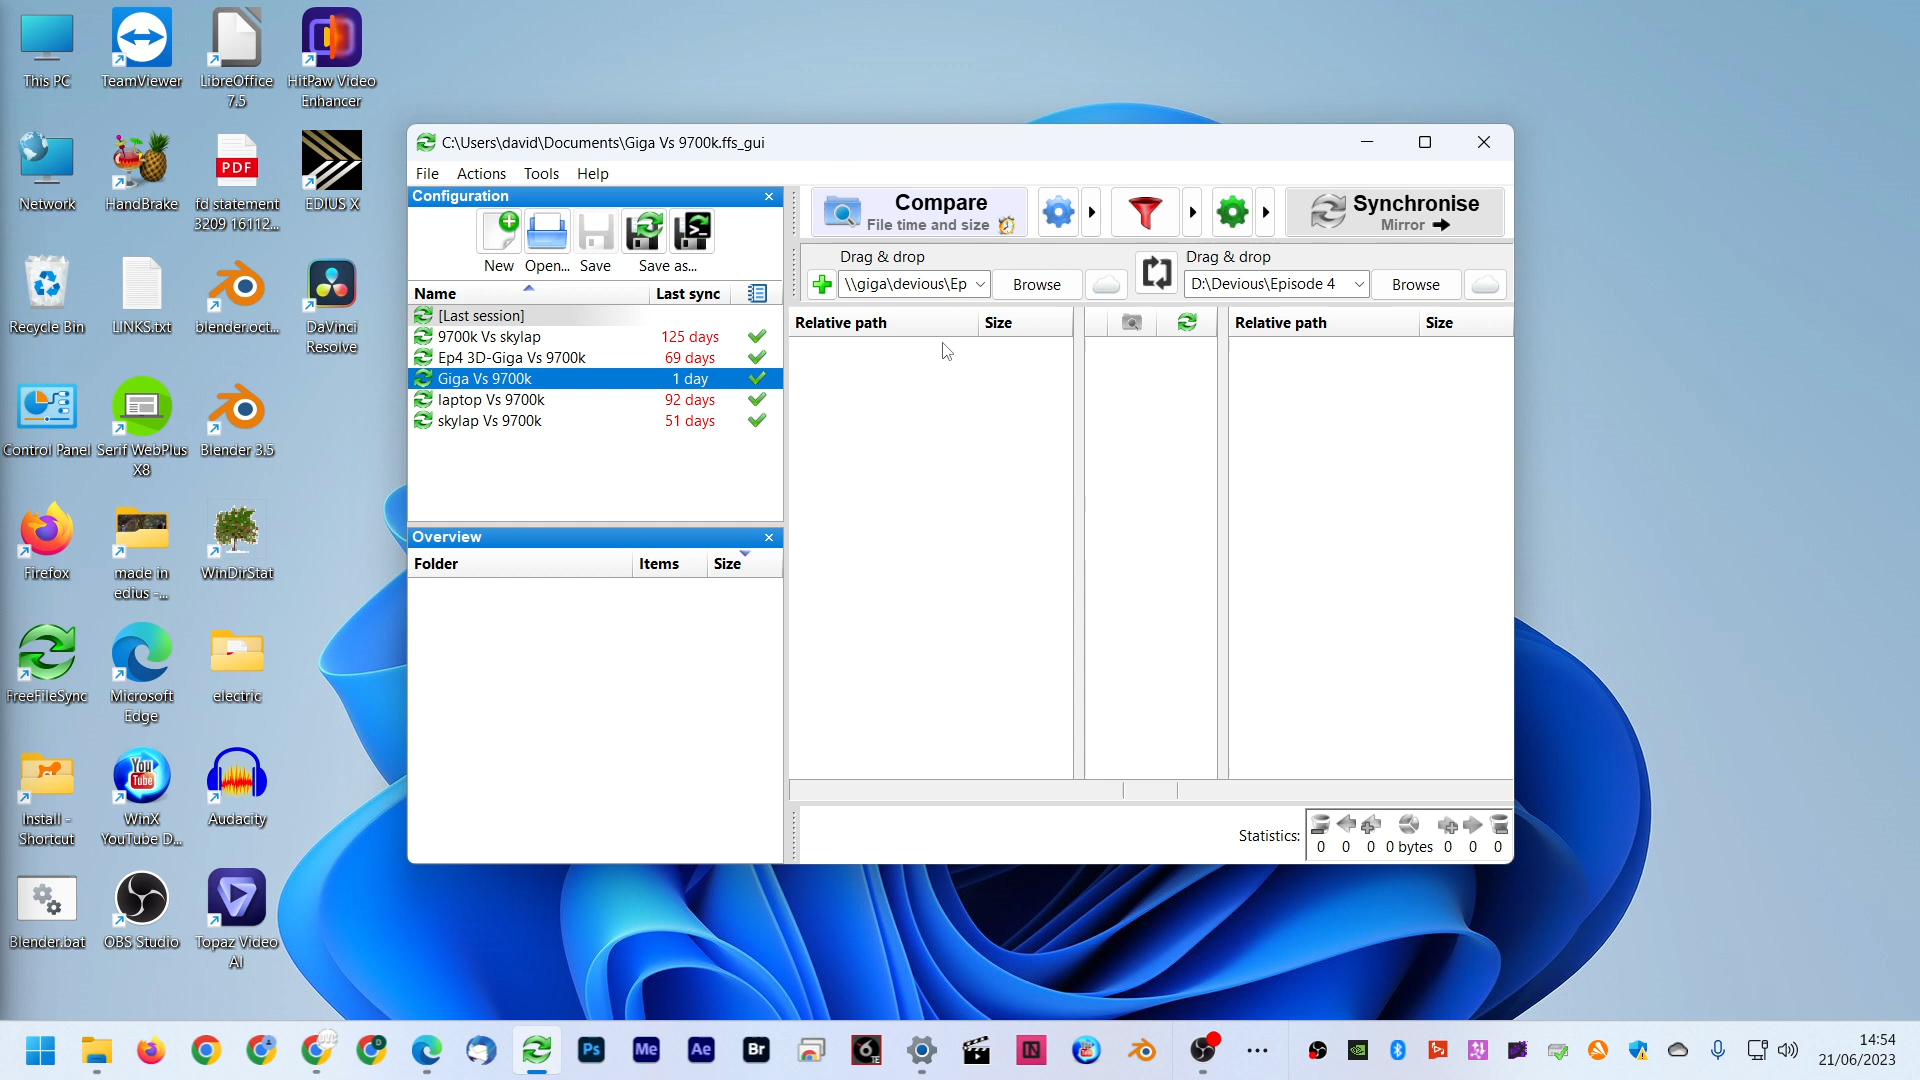 This PC
TeamViewer
LibreOffice
7.5
HitPaw Video
Enhancer
Network
HandBrake
PDF
fd statement
3209 16112...
EDIUS X
Recycle Bin
LINKS.txt
blender.oct...
DaVinci
Resolve
Control Panel
Serif WebPlus
X8
Blender 3.5
Firefox
made in
edius -...
WinDirStat
FreeFileSync
Microsoft
Edge
electric
Install -
Shortcut
You
Tube
WinX
YouTube D...
Audacity
Blender.bat
OBS Studio
Topaz Video
AI
C:\Users\david\Documents\Giga Vs 9700k.ffs_gui
File Actions Tools Help
Configuration
New Open... Save Save as...
Name Last sync
[Last session]
9700k Vs skylap 125 days
Ep4 3D-Giga Vs 9700k 69 days
Giga Vs 9700k 1 day
laptop Vs 9700k 92 days
skylap Vs 9700k 51 days
Overview
Folder Items Size
Compare
File time and size
Synchronise
Mirror
Drag & drop
\\giga\devious\Ep Browse
Drag & drop
D:\Devious\Episode 4 Browse
Relative path Size
Relative path Size
Statistics:
0 0 0 0 bytes 0 0 0
Ps Me Ae Br
14:54
21/06/2023